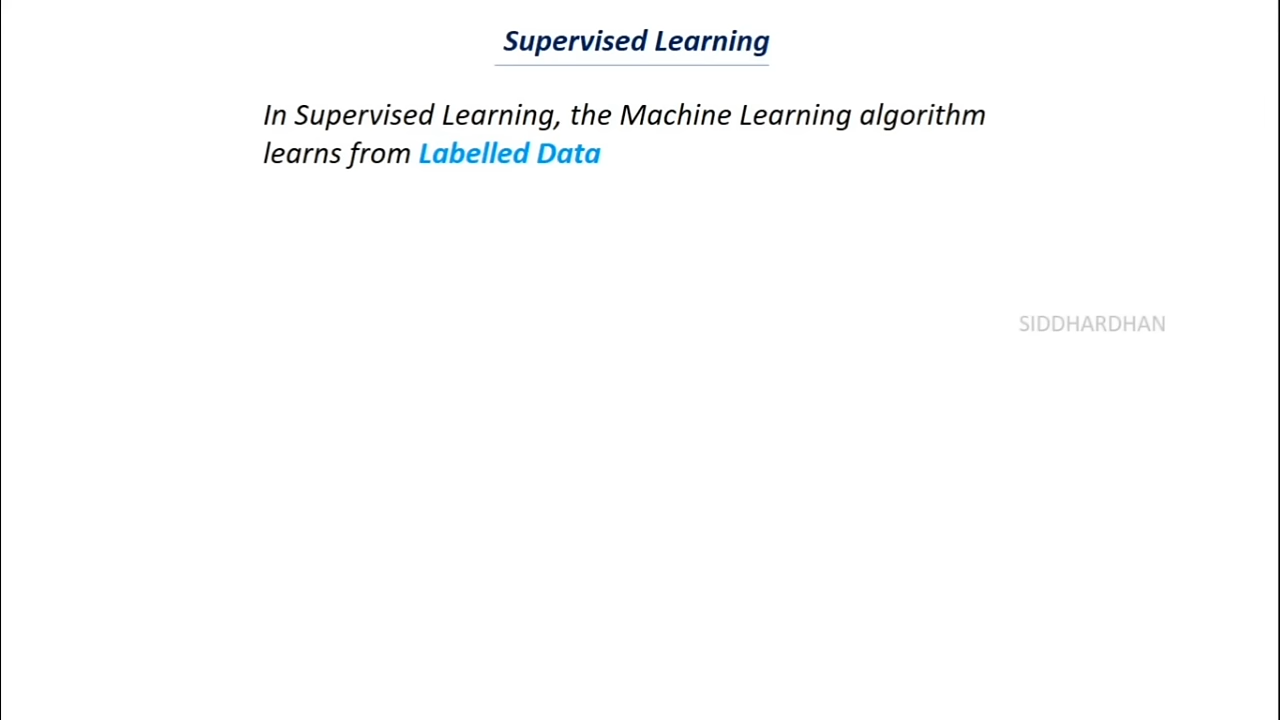 Supervised Learning
In Supervised Learning, the Machine Learning algorithm
learns from Labelled Data
SIDDHARDHAN